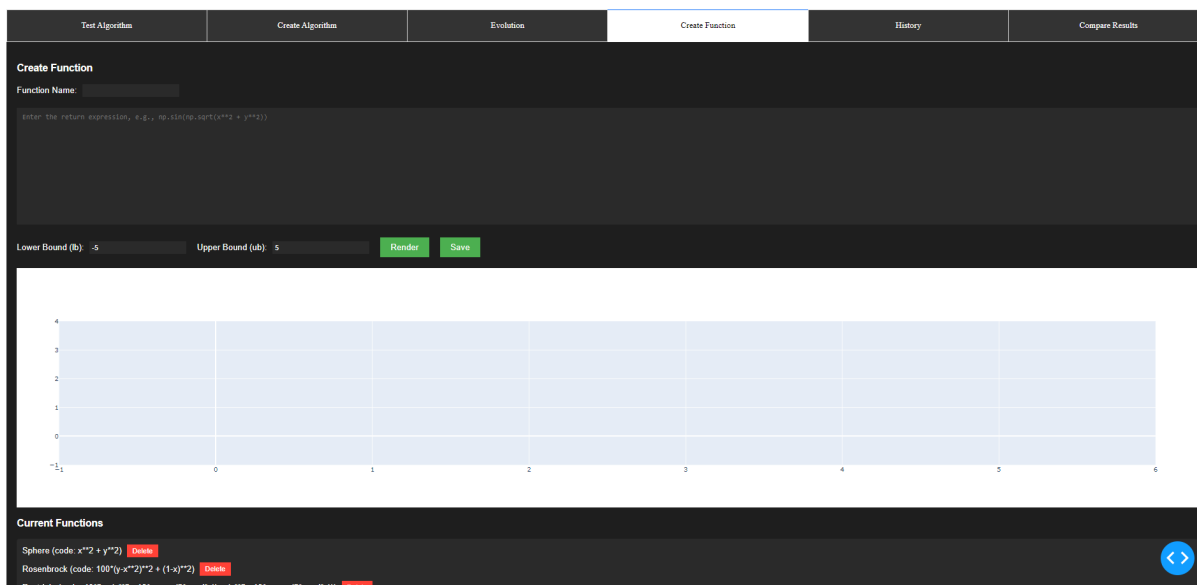 Test Algorithm Create Algorithm Evolution Create Function History Compare Results
Create Function
Function Name:
Enter the return expression, e.g., np.sin(np.sqrt(x**2 + y**2))
Lower Bound (lb): -5 Upper Bound (ub): 5 Render Save
4
3
2
1
0
−1
−1 0 1 2 3 4 5 6
Current Functions
Sphere (code: x**2 + y**2) Delete
Rosenbrock (code: 100*(y-x**2)**2 + (1-x)**2) Delete